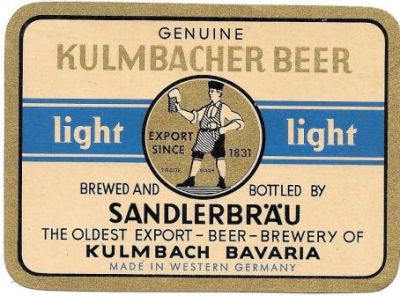 GENUINE
KULMBACHER BEER
light light
EXPORT
SINCE 1831
TRADE MARK
BREWED AND BOTTLED BY
SANDLERBRÄU
THE OLDEST EXPORT-BEER-BREWERY OF
KULMBACH BAVARIA
MADE IN WESTERN GERMANY